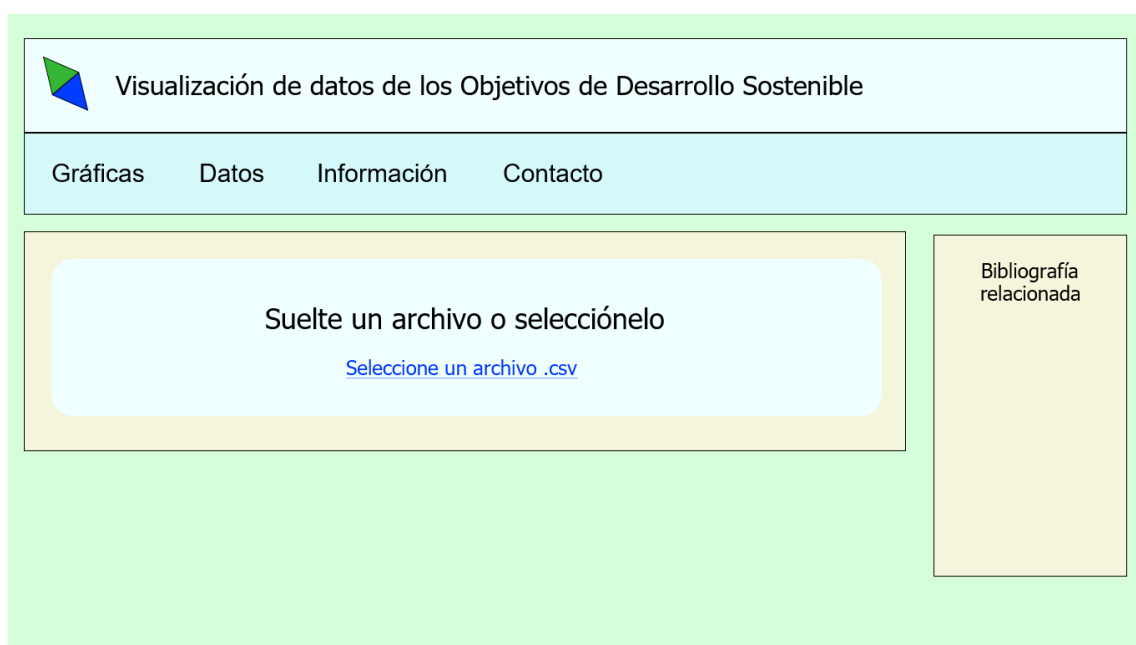 Visualización de datos de los Objetivos de Desarrollo Sostenible
Gráficas Datos Información Contacto
Suelte un archivo o selecciónelo
Seleccione un archivo .csv
Bibliografía
relacionada